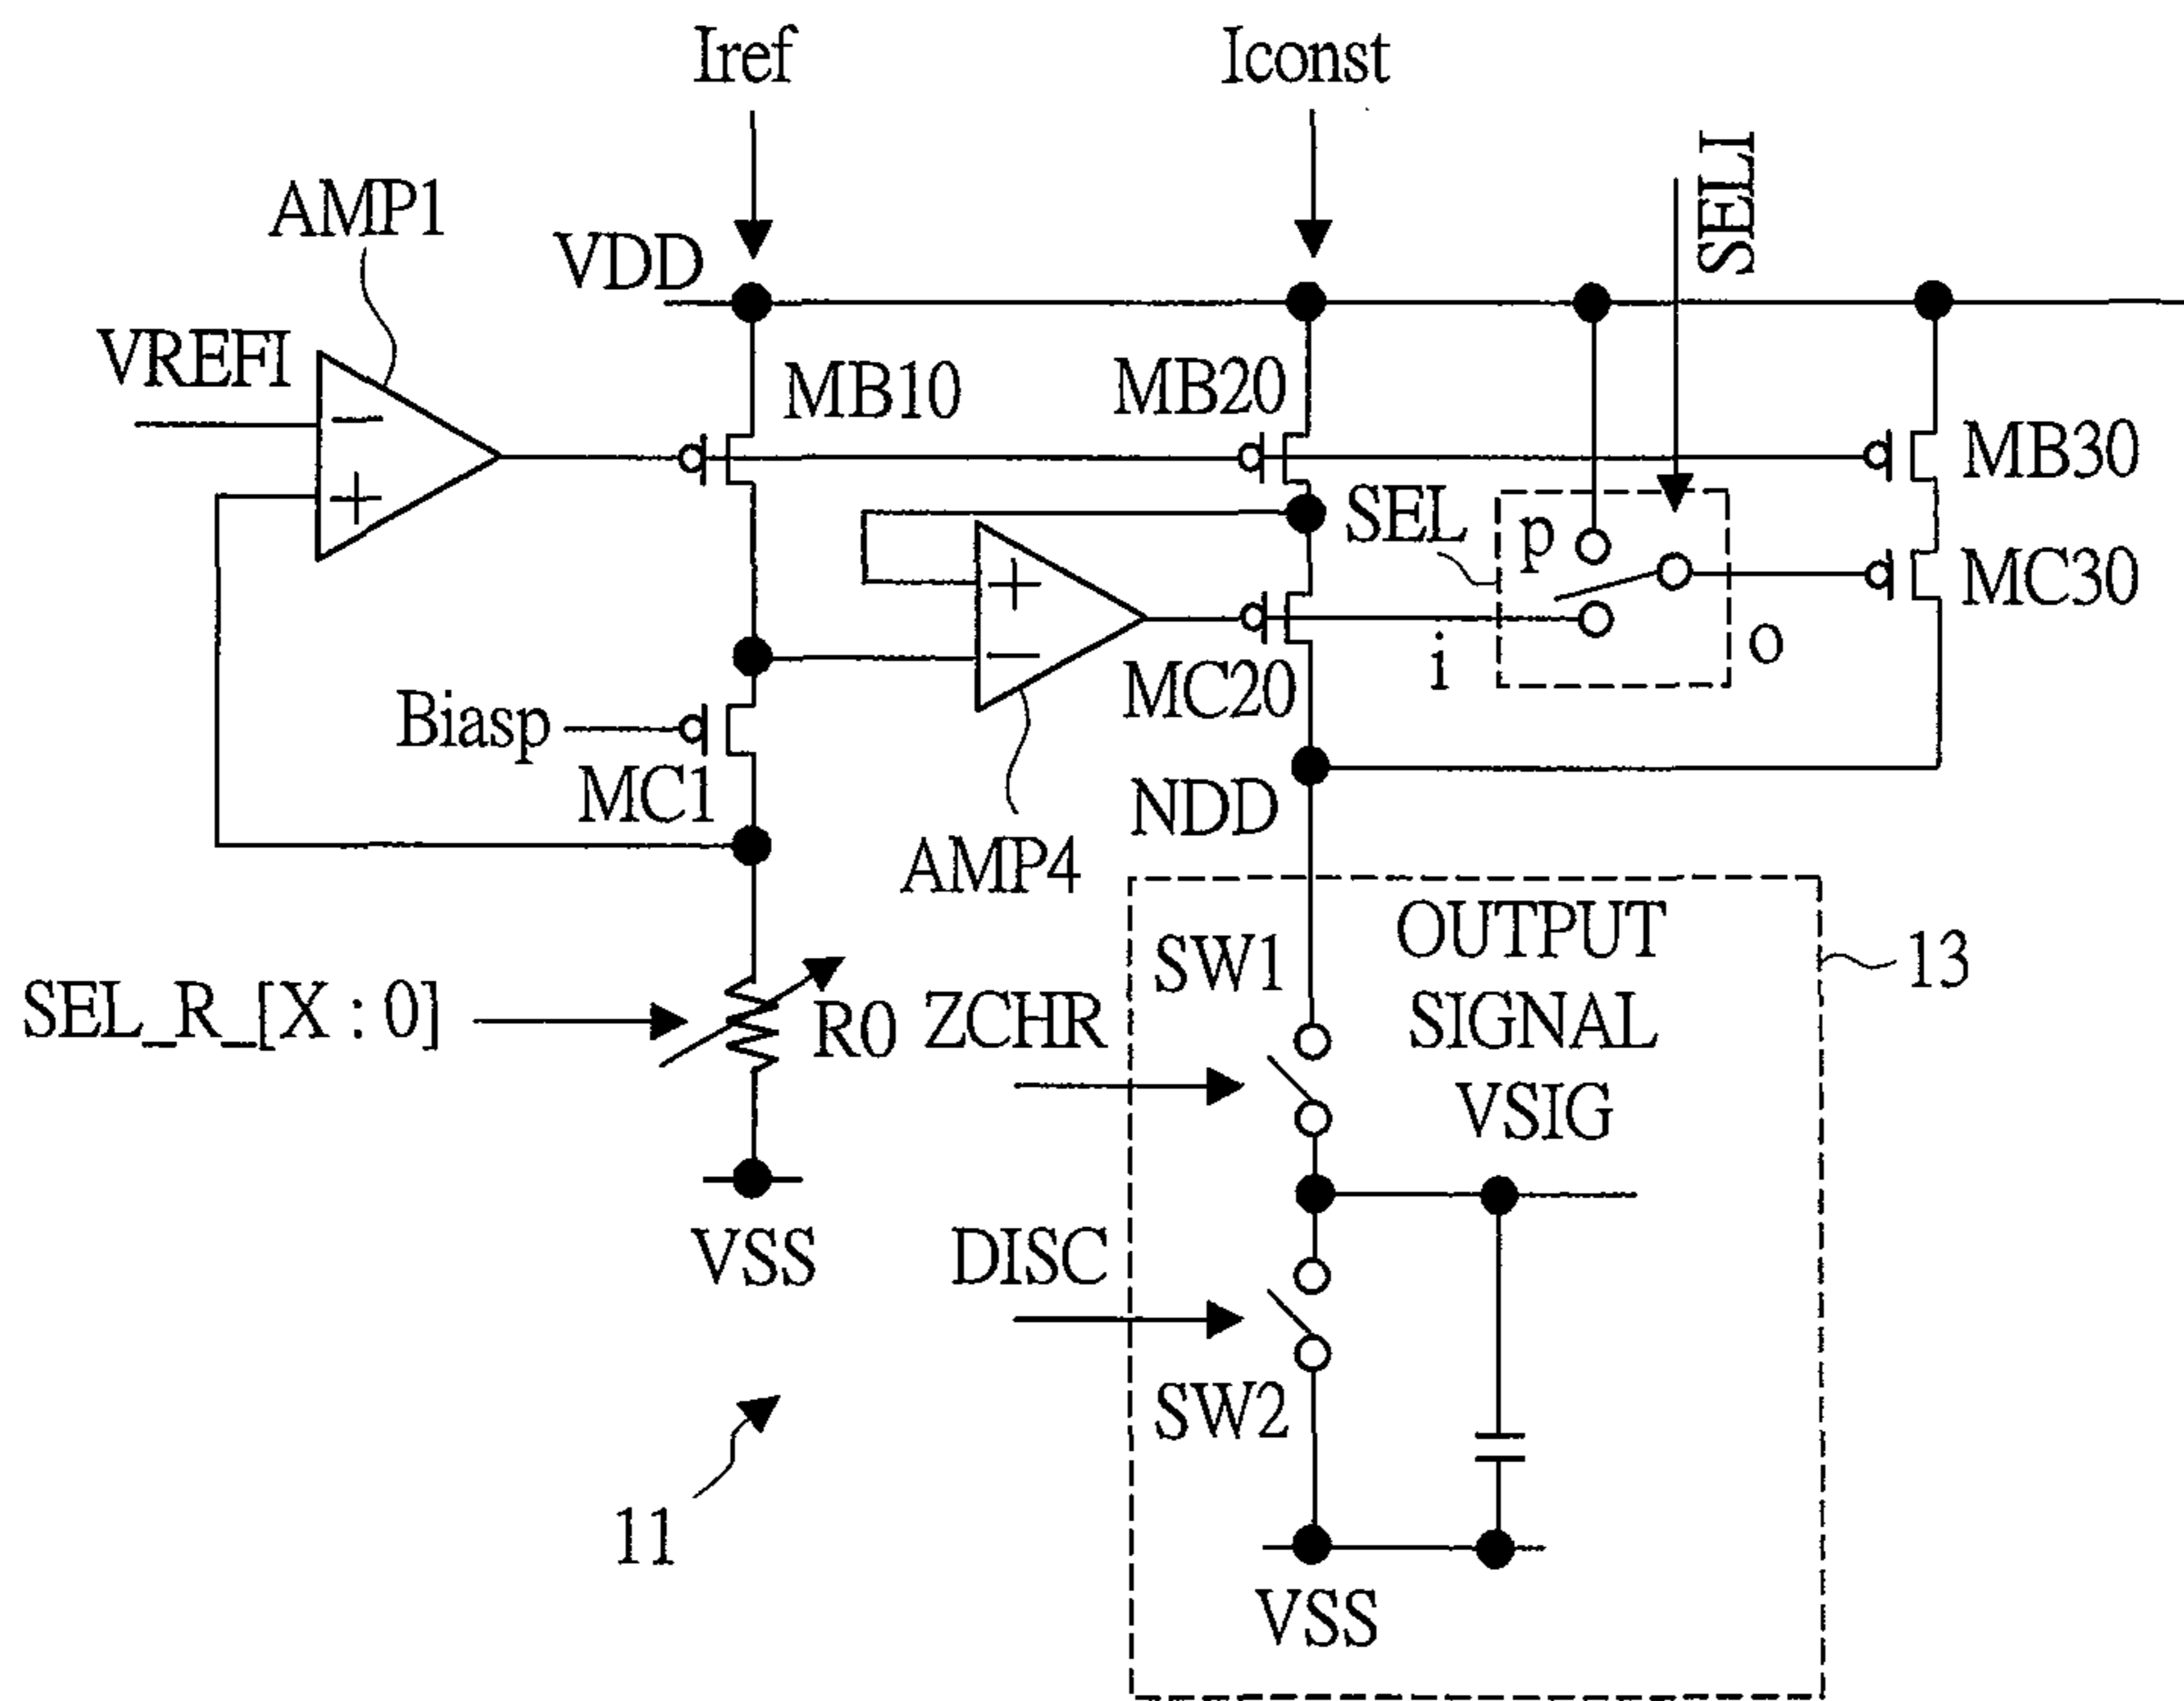 Iref
Iconst
SELI
AMP1
VDD
VREFI
MB10
MB20
MB30
SEL
p
MC30
i
o
MC20
Biasp
MC1
NDD
AMP4
OUTPUT
SIGNAL
VSIG
13
SW1
SEL_R_[X : 0]
R0
ZCHR
VSS
DISC
SW2
11
VSS
−
+
+
−